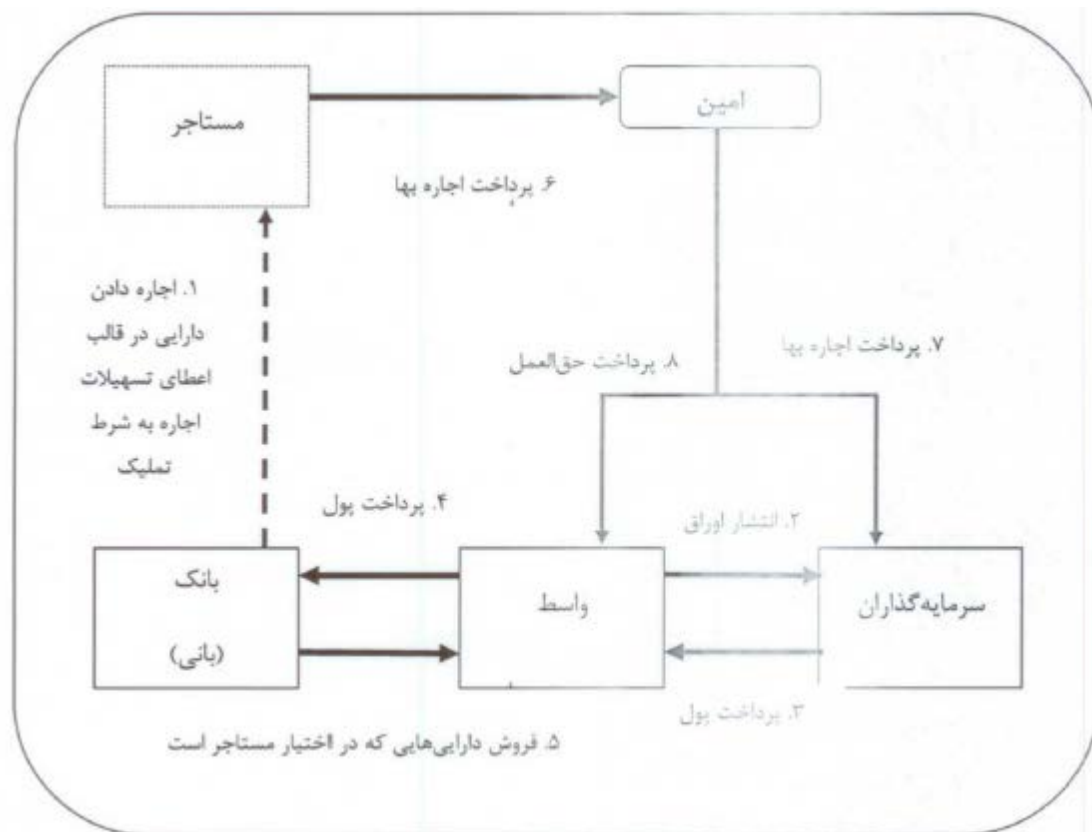 مستاجر
امین
۶. پرداخت اجاره بها
۱. اجاره دادن
دارایی در قالب
اعطای تسهیلات
اجاره به شرط
تملیک
۸. پرداخت حق‌العمل
۷. پرداخت اجاره بها
۴. پرداخت پول
۲. انتشار اوراق
بانک
(بانی)
واسط
سرمایه‌گذاران
۳. پرداخت پول
۵. فروش دارایی‌هایی که در اختیار مستاجر است